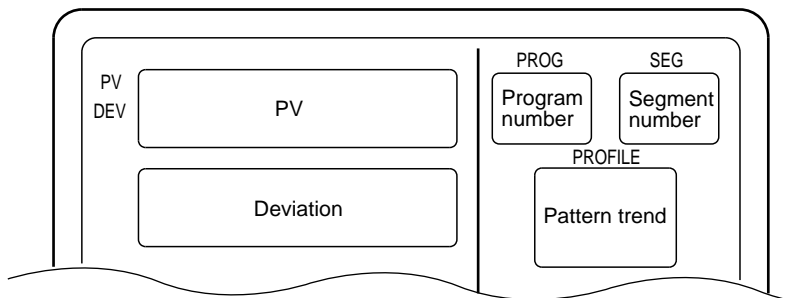 PV
DEV
PV
Deviation
PROG
SEG
Program
number
Segment
number
PROFILE
Pattern trend